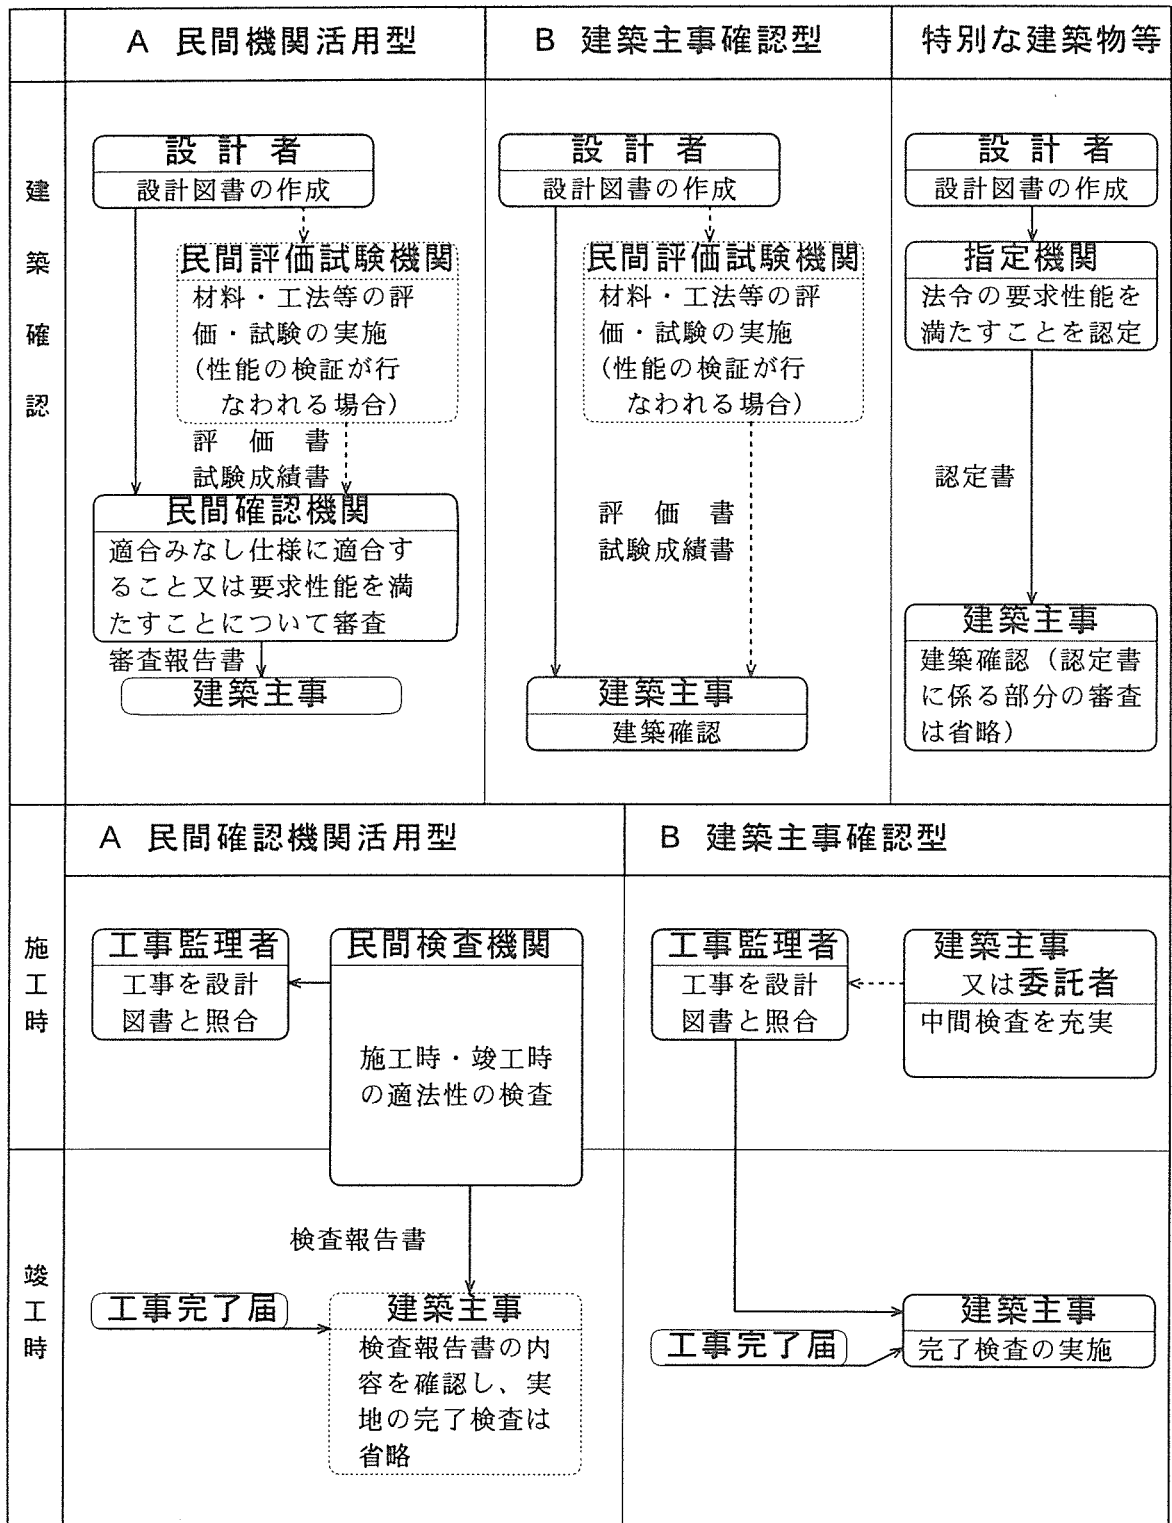 A 民間機関活用型
B 建築主事確認型
特別な建築物等
建築確認
設計者
設計図書の作成
民間評価試験機関
材料・工法等の評
価・試験の実施
(性能の検証が行
なわれる場合)
評価書
試験成績書
民間確認機関
適合みなし仕様に適合す
ること又は要求性能を満
たすことについて審査
審査報告書
建築主事
設計者
設計図書の作成
民間評価試験機関
材料・工法等の評
価・試験の実施
(性能の検証が行
なわれる場合)
評価書
試験成績書
建築主事
建築確認
設計者
設計図書の作成
指定機関
法令の要求性能を
満たすことを認定
認定書
建築主事
建築確認(認定書
に係る部分の審査
は省略)
A 民間確認機関活用型
B 建築主事確認型
施工時
工事監理者
工事を設計
図書と照合
民間検査機関
施工時・竣工時
の適法性の検査
工事監理者
工事を設計
図書と照合
建築主事
又は委託者
中間検査を充実
竣工時
検査報告書
工事完了届
建築主事
検査報告書の内
容を確認し、実
地の完了検査は
省略
工事完了届
建築主事
完了検査の実施